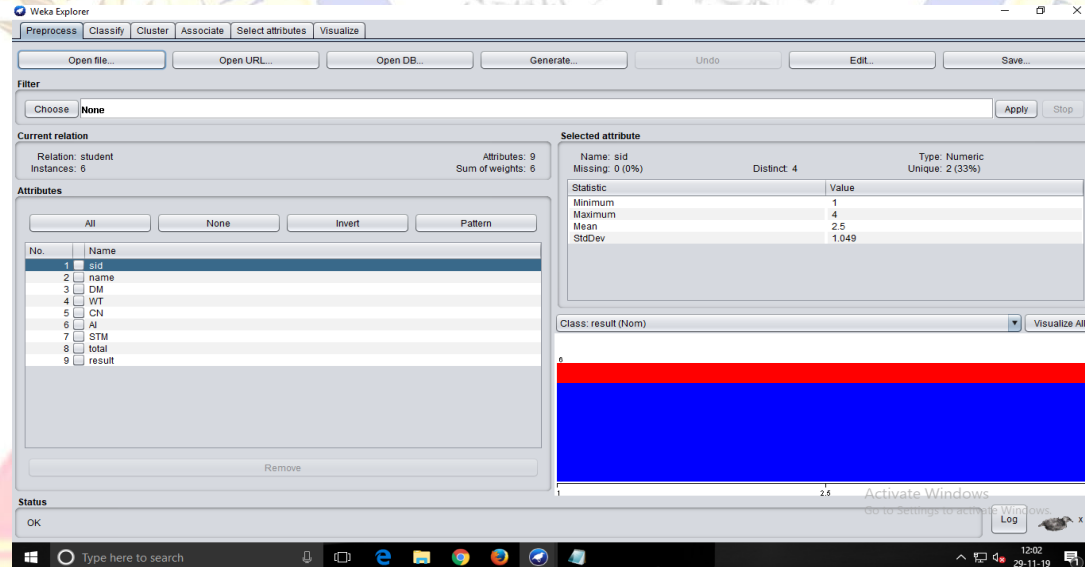 Weka Explorer
Preprocess Classify Cluster Associate Select attributes Visualize
Open file... Open URL... Open DB... Generate... Undo Edit... Save...
Filter
Choose None Apply Stop
Current relation
Relation: student Attributes: 9
Instances: 6 Sum of weights: 6
Attributes
All None Invert Pattern
No. Name
1 sid
2 name
3 DM
4 WT
5 CN
6 AI
7 STM
8 total
9 result
Remove
Selected attribute
Name: sid Type: Numeric
Missing: 0 (0%) Distinct: 4 Unique: 2 (33%)
Statistic Value
Minimum 1
Maximum 4
Mean 2.5
StdDev 1.049
Class: result (Nom) Visualize All
6
1 2.5
Activate Windows
Go to Settings to activate Windows.
Status
OK
Log x
Type here to search
12:02
29-11-19